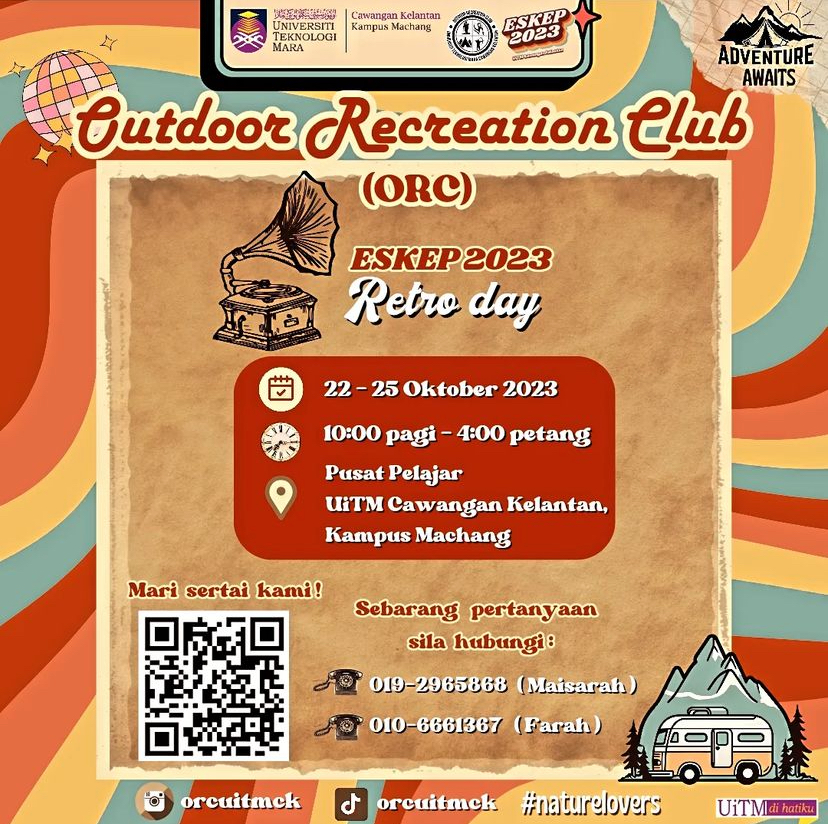 UNIVERSITI
TEKNOLOGI
MARA
Cawangan Kelantan
Kampus Machang
ESKEP
2023
ADVENTURE
AWAITS
Outdoor Recreation Club
(ORC)
ESKEP 2023
Retro day
22 - 25 Oktober 2023
10:00 pagi - 4:00 petang
Pusat Pelajar
UiTM Cawangan Kelantan,
Kampus Machang
Mari sertai kami!
Sebarang pertanyaan
sila hubungi:
019-2965868 (Maisarah)
010-6661367 (Farah)
orcuitmck
orcuitmck
#naturelovers
UiTM di hatiku